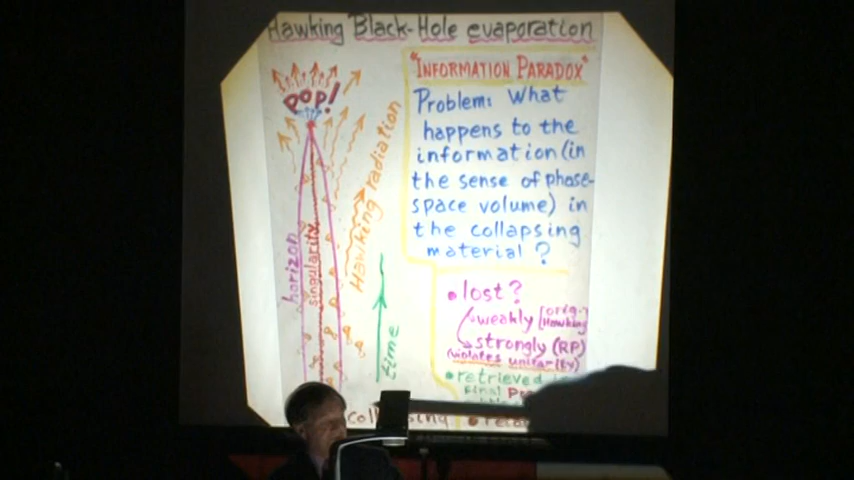 Hawking Black-Hole evaporation
"INFORMATION PARADOX"
POP!
Problem: What
happens to the
information (in
the sense of phase-
space volume) in
the collapsing
material ?
horizon
singularity
Hawking radiation
time
• lost?
weakly [orig.
Hawking
strongly (RP)
(violates unitarity)
• retrieved
final